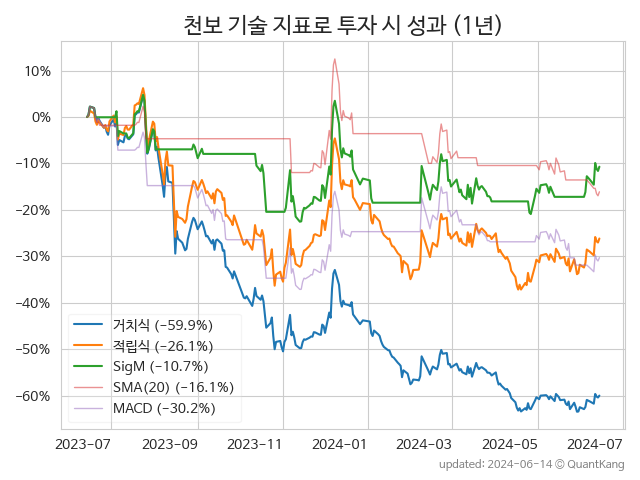 천보 기술 지표로 투자 시 성과 (1년)
10%
0%
−10%
−20%
−30%
−40%
−50%
−60%
거치식 (−59.9%)
적립식 (−26.1%)
SigM (−10.7%)
SMA(20) (−16.1%)
MACD (−30.2%)
2023-07 2023-09 2023-11 2024-01 2024-03 2024-05 2024-07
updated: 2024-06-14 © QuantKang